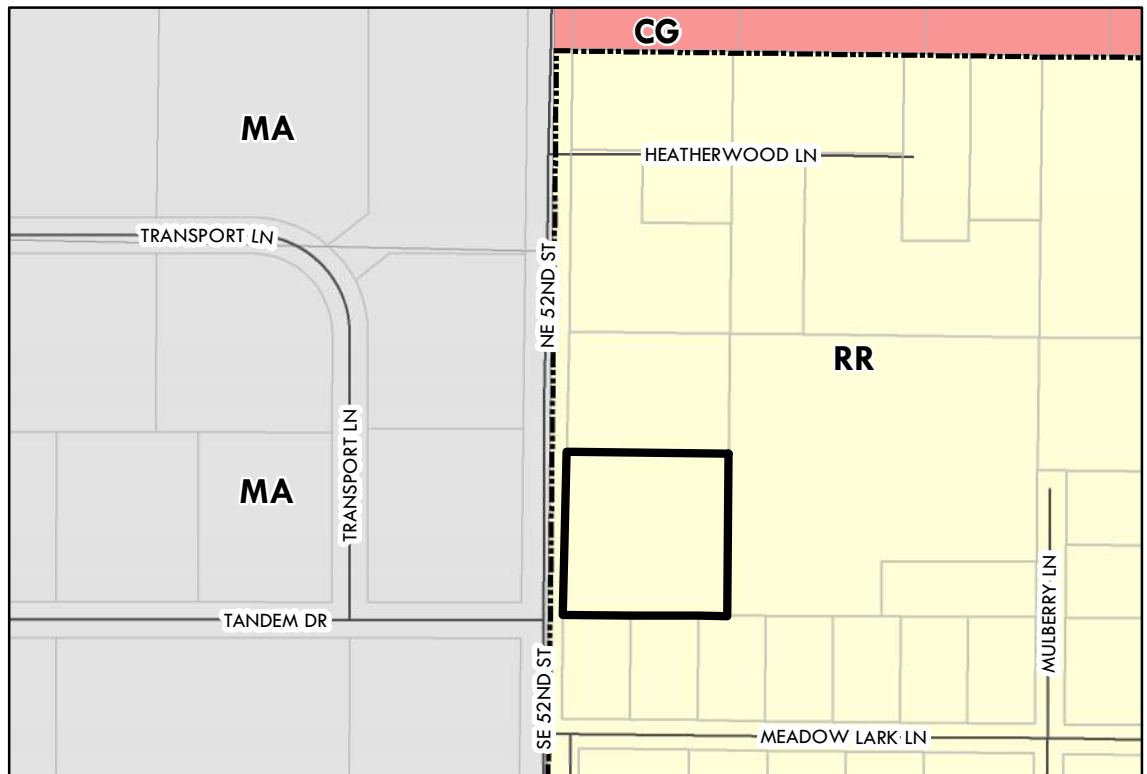 CG
MA
HEATHERWOOD LN
TRANSPORT LN
NE 52ND ST
RR
TRANSPORT LN
MA
MULBERRY LN
TANDEM DR
SE 52ND ST
MEADOW LARK LN